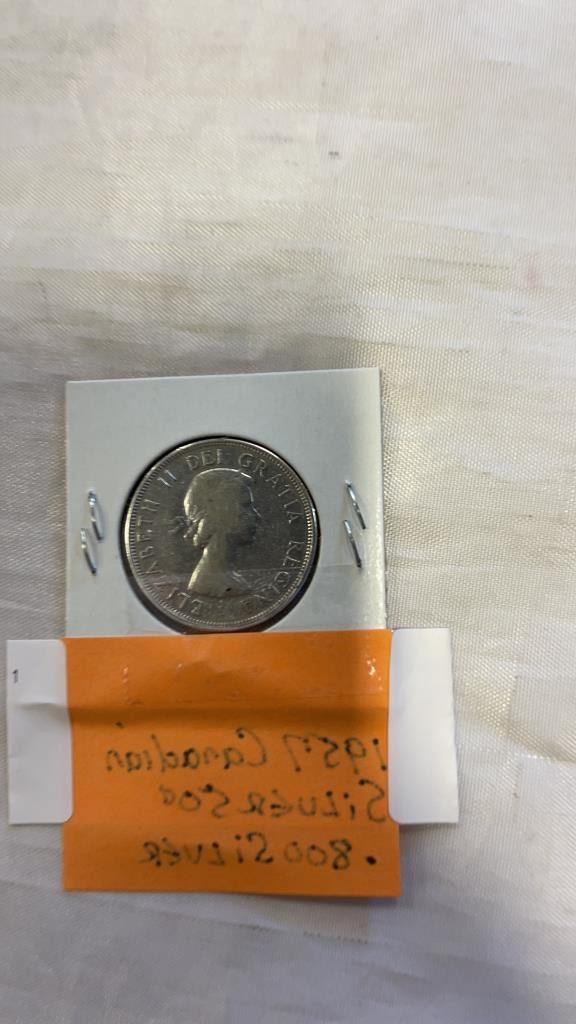 ELIZABETH II DEI GRATIA REGINA
1
1957 Canadian
SILVER 50¢
.800 SILVER